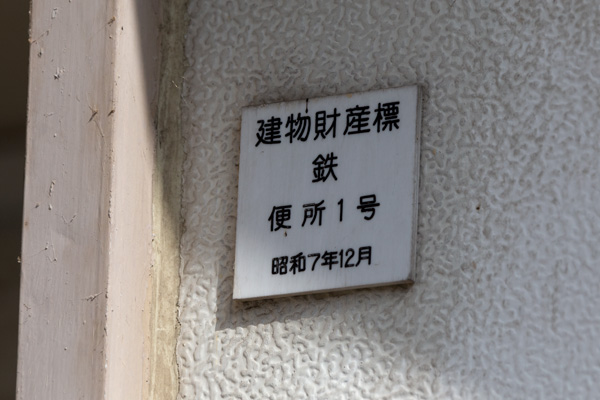 建物財産標
鉄
便所1号
昭和7年12月